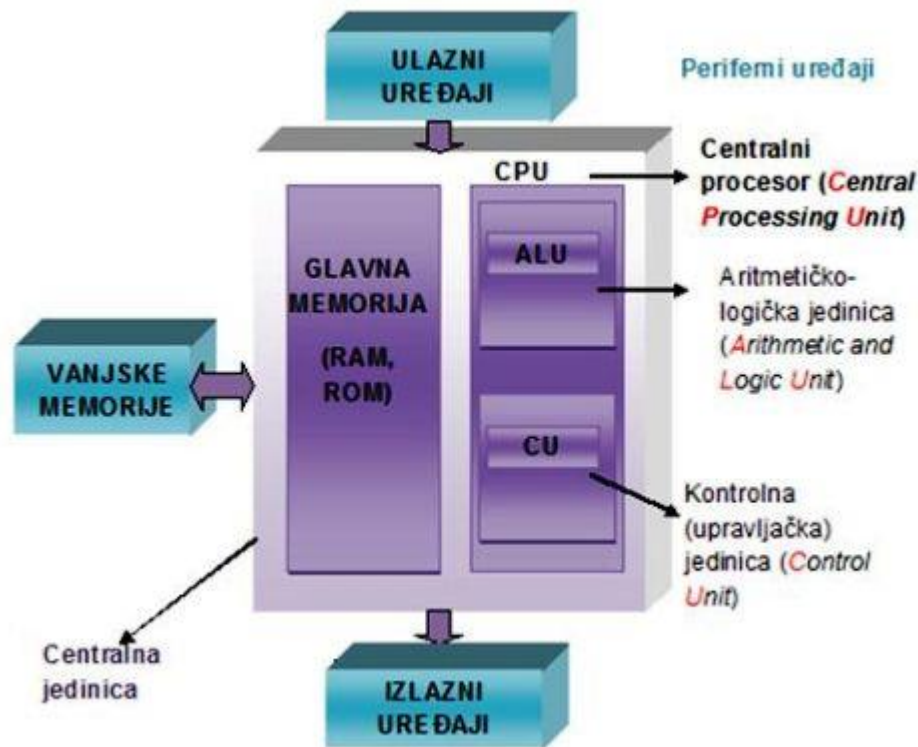 ULAZNI
UREĐAJI
Periferni uređaji
CPU
Centralni
procesor (Central
Processing Unit)
GLAVNA
MEMORIJA
(RAM,
ROM)
ALU
Aritmetičko-
logička jedinica
(Arithmetic and
Logic Unit)
VANJSKE
MEMORIJE
CU
Kontrolna
(upravljačka)
jedinica (Control
Unit)
Centralna
jedinica
IZLAZNI
UREĐAJI